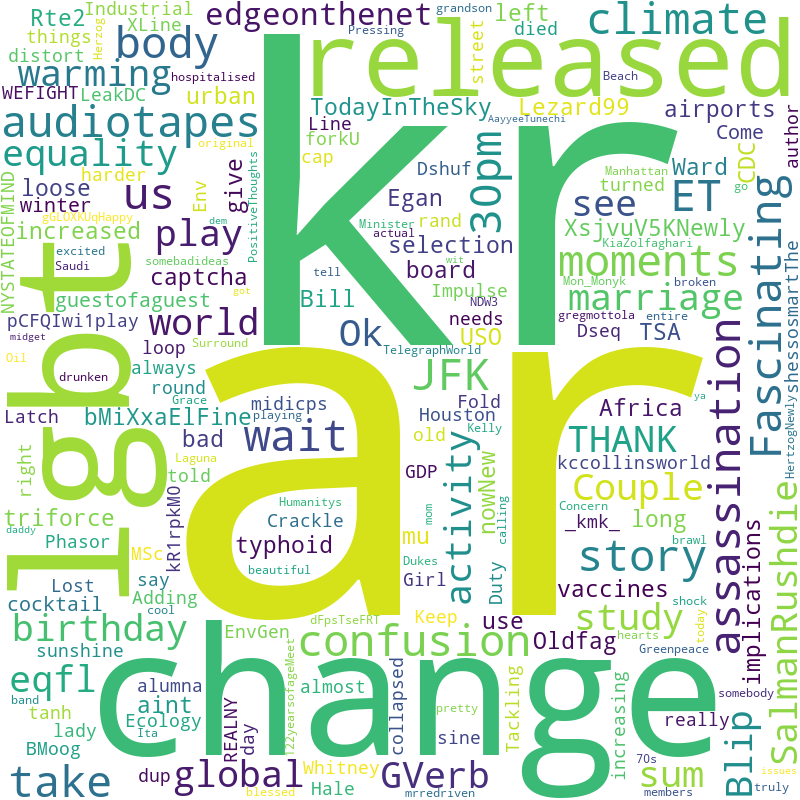 Rte2
Industrial
XLine
edgeonthenet
grandson
Pressing
left
died
climate
things
distort
body
released
street
WEFIGHT
LeakDC
warming
hospitalised
urban
TodayInTheSky
Lezard99
Beach
airports
audiotapes
original
Line
forkU
cap
AayyeeTunechi
Come
author
equality
us
give
Env
kr
30pm
Dshuf
see
Manhattan
turned
Ward
CDC
go
loose
winter
harder
Egan
rand
ET
NYSTATEOFMIND
gGLOXKUqHappy
increased
play
PositiveThoughts
dem
Minister
actual
selection
wit
XsjvuV5KNewly
KiaZolfaghari
excited
Saudi
somebadideas
captcha
tell
board
moments
Fascinating
shessosmartThe
HertzogNewly
guestofaguest
Bill
Impulse
Mon_Monyk
broken
marriage
entire
pCFQIwi1play
world
got
Herzog
needs
NDW3
USO
gregmottola
Dseq
TSA
midget
Oil
loop
Surround
Ok
TelegraphWorld
lgbt
drunken
always
round
Grace
ar
JFK
Fold
ya
Latch
bMiXxaElFine
midicps
playing
Houston
Kelly
Africa
assassination
right
bad
wait
old
THANK
told
Laguna
GDP
activity
nowNew
kccollinsworld
Couple
triforce
kR1rpkMO
Humanitys
Crackle
mom
mu
calling
_kmk_
long
daddy
Phasor
MSc
typhoid
Dukes
Girl
Duty
Concern
brawl
story
Lost
say
beautiful
vaccines
implications
SalmanRushdie
cocktail
Adding
cool
Keep
use
shock
study
today
birthday
EnvGen
dFpsTseFRT
confusion
Oldfag
hearts
Greenpeace
sunshine
change
eqfl
alumna
REALNY
day
122yearsofageMeet
almost
collapsed
Tackling
increasing
somebody
band
tanh
aint
Ecology
pretty
really
lady
Ita
sine
BMoog
Blip
70s
issues
take
dup
global
Whitney
GVerb
sum
members
truly
blessed
Hale
mrredriven